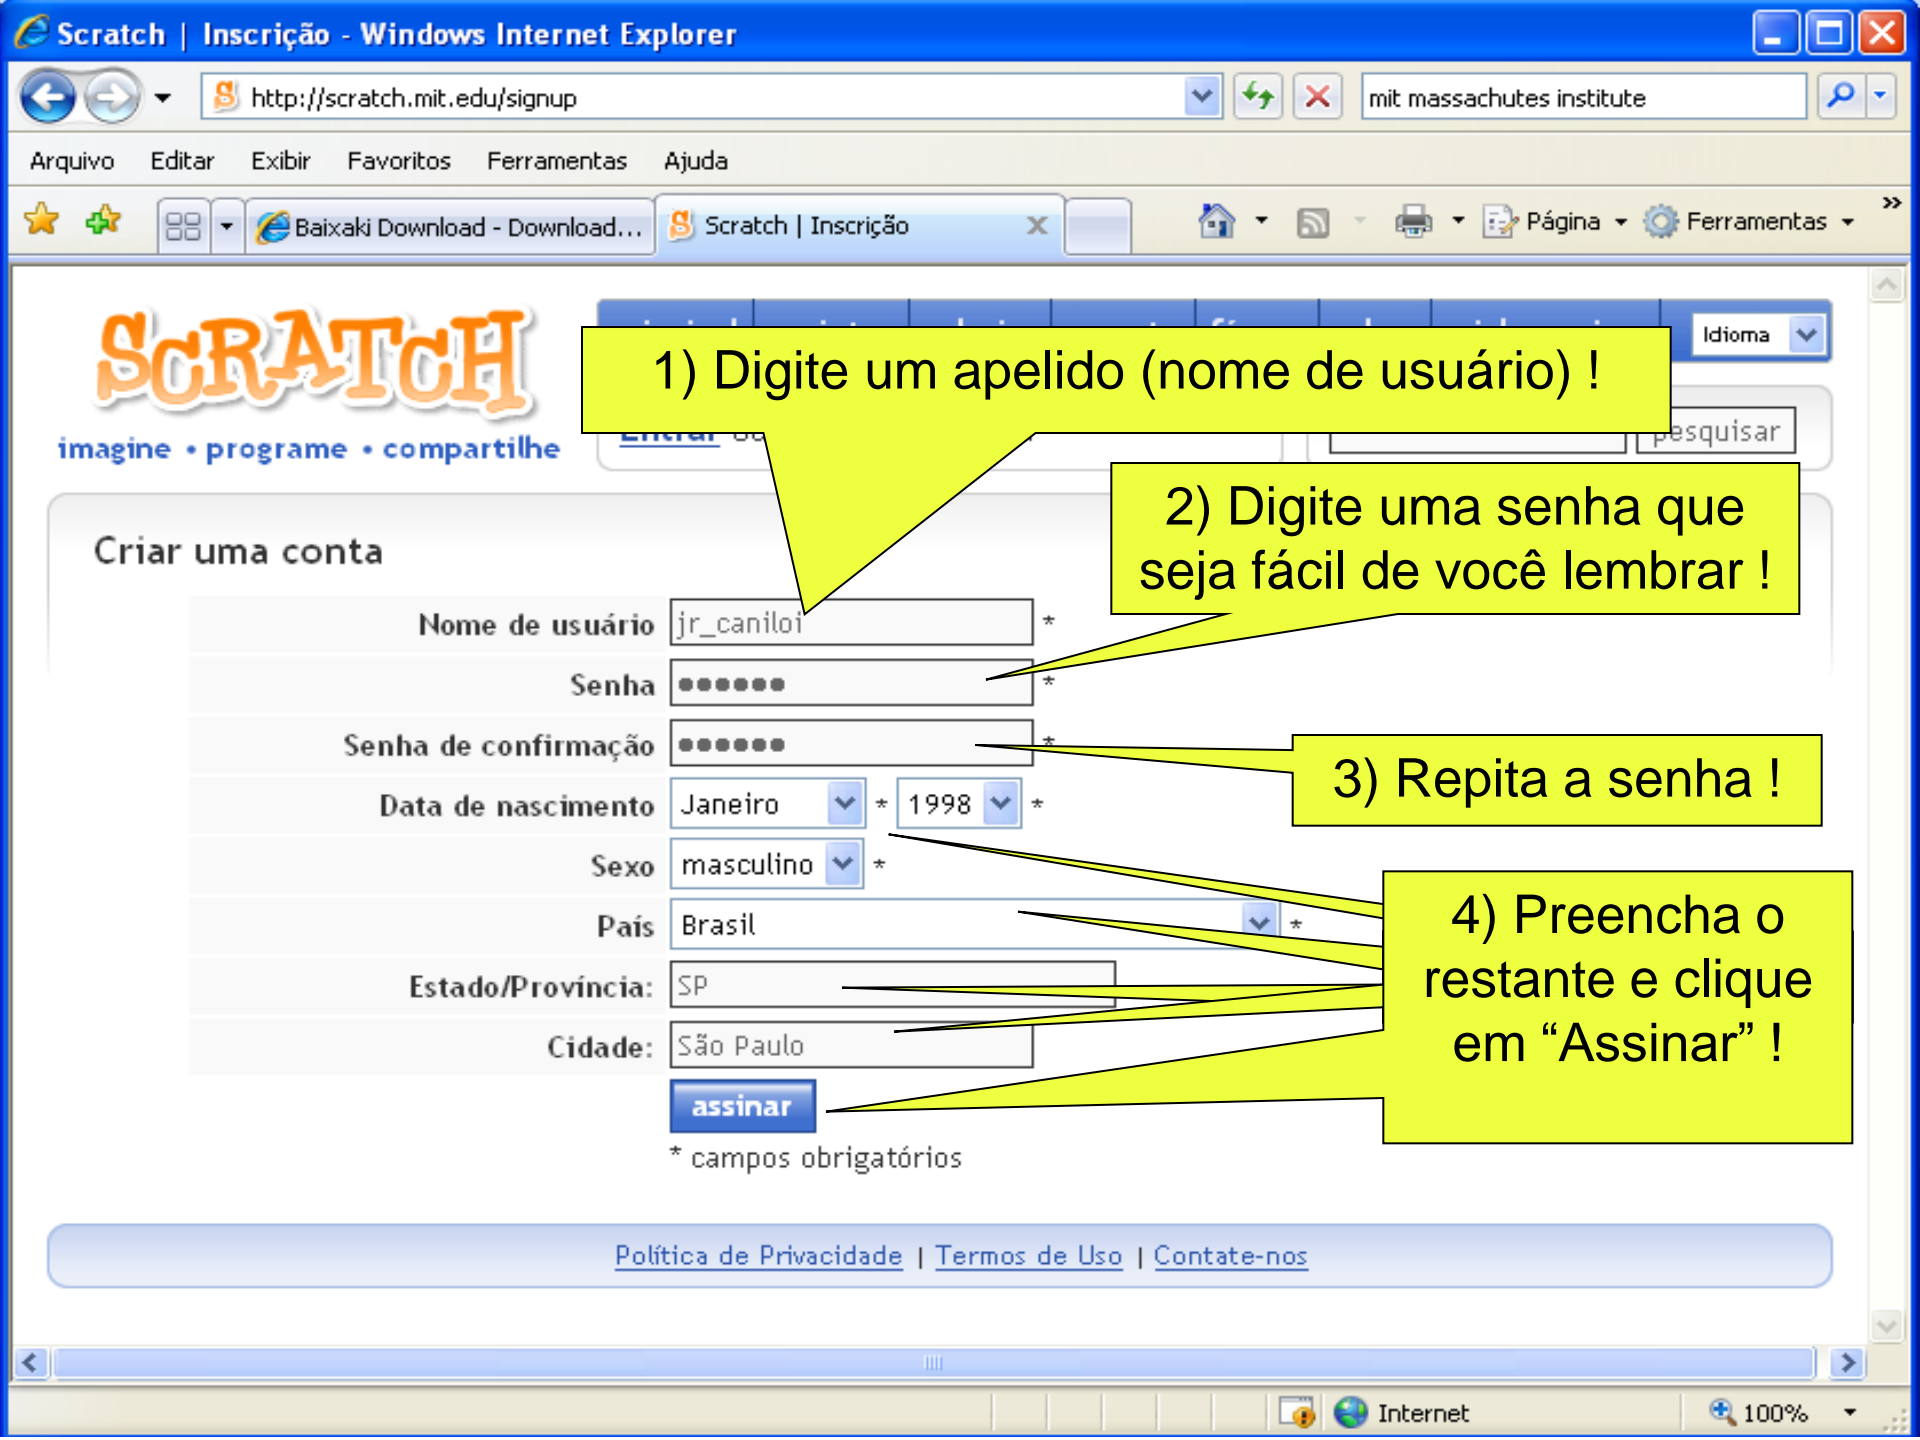 Scratch | Inscrição - Windows Internet Explorer
http://scratch.mit.edu/signup
mit massachutes institute
Arquivo Editar Exibir Favoritos Ferramentas Ajuda
Baixaki Download - Download...
Scratch | Inscrição
Página
Ferramentas
SCRATCH
imagine • programe • compartilhe
Idioma
1) Digite um apelido (nome de usuário) !
Entrar
pesquisar
2) Digite uma senha que
seja fácil de você lembrar !
Criar uma conta
Nome de usuário jr_caniloi *
Senha •••••• *
Senha de confirmação •••••• *
3) Repita a senha !
Data de nascimento Janeiro * 1998 *
Sexo masculino *
País Brasil *
Estado/Província: SP
Cidade: São Paulo
4) Preencha o
restante e clique
em “Assinar” !
assinar
* campos obrigatórios
Política de Privacidade | Termos de Uso | Contate-nos
Internet
100%